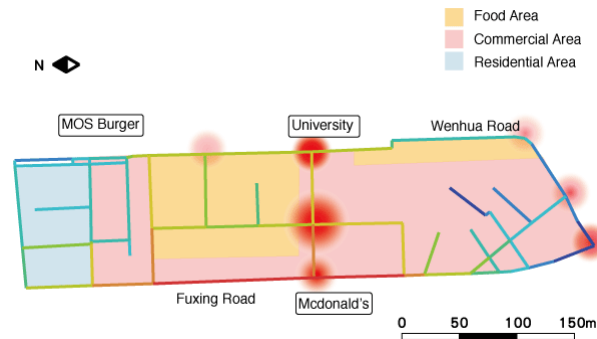 Food Area
Commercial Area
Residential Area
N
MOS Burger
University
Wenhua Road
Fuxing Road
Mcdonald's
0 50 100 150m